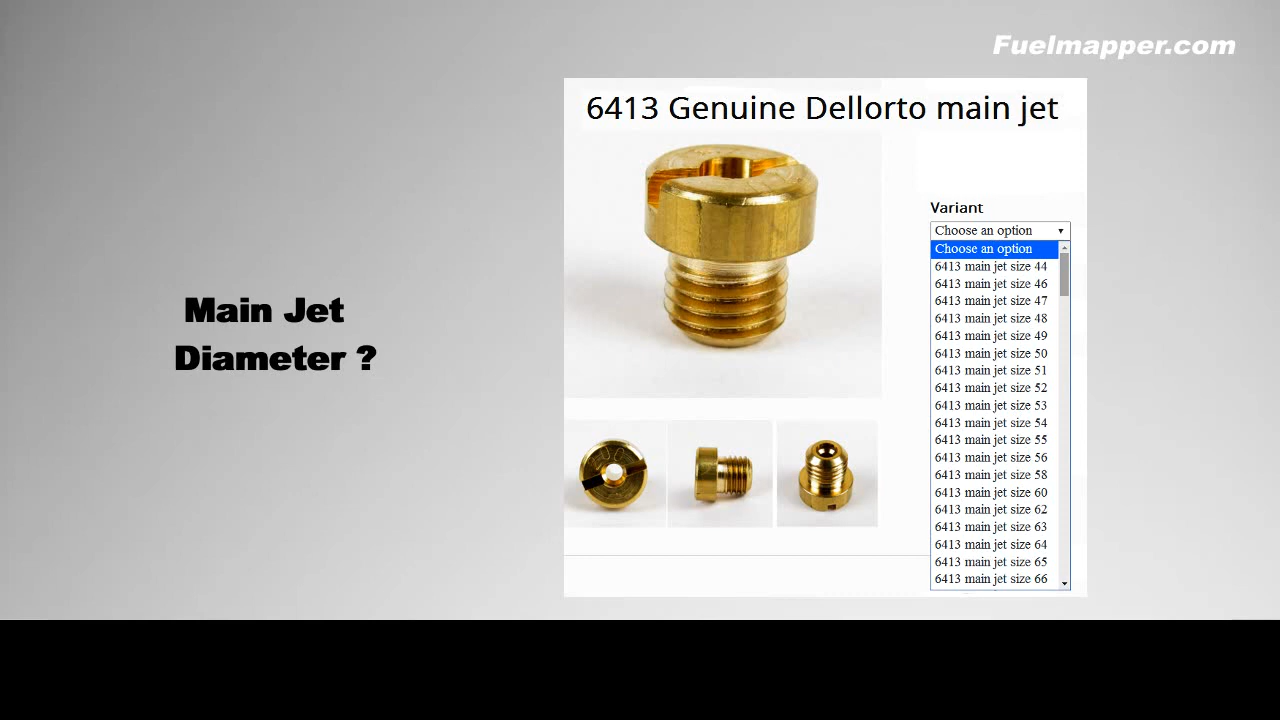 Fuelmapper.com
6413 Genuine Dellorto main jet
Main Jet
Diameter ?
Variant
Choose an option
Choose an option
6413 main jet size 44
6413 main jet size 46
6413 main jet size 47
6413 main jet size 48
6413 main jet size 49
6413 main jet size 50
6413 main jet size 51
6413 main jet size 52
6413 main jet size 53
6413 main jet size 54
6413 main jet size 55
6413 main jet size 56
6413 main jet size 58
6413 main jet size 60
6413 main jet size 62
6413 main jet size 63
6413 main jet size 64
6413 main jet size 65
6413 main jet size 66